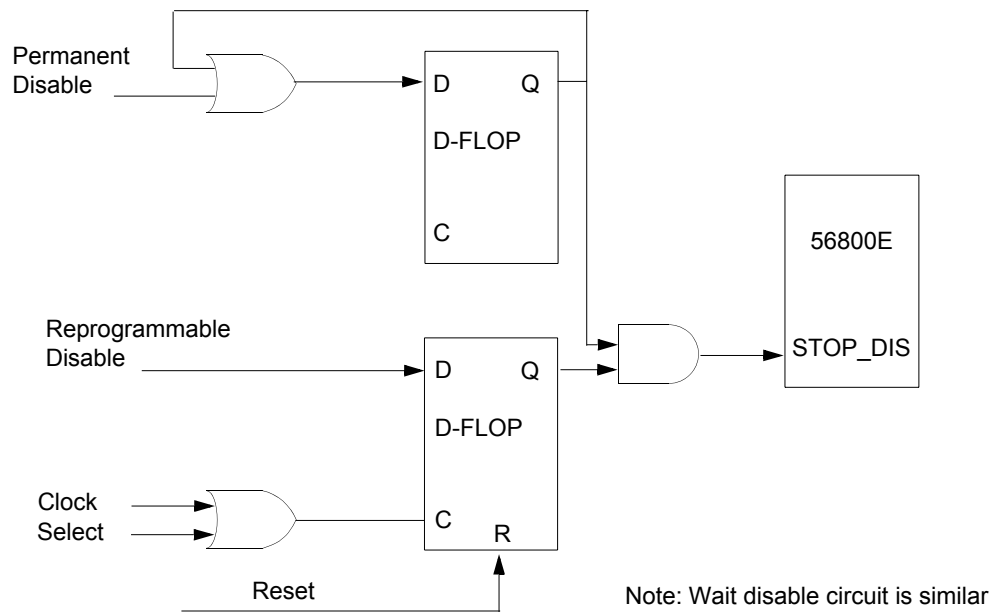 Permanent
Disable
D Q
D-FLOP
C
56800E
STOP_DIS
Reprogrammable
Disable
D Q
D-FLOP
C
R
Clock
Select
Reset
Note: Wait disable circuit is similar